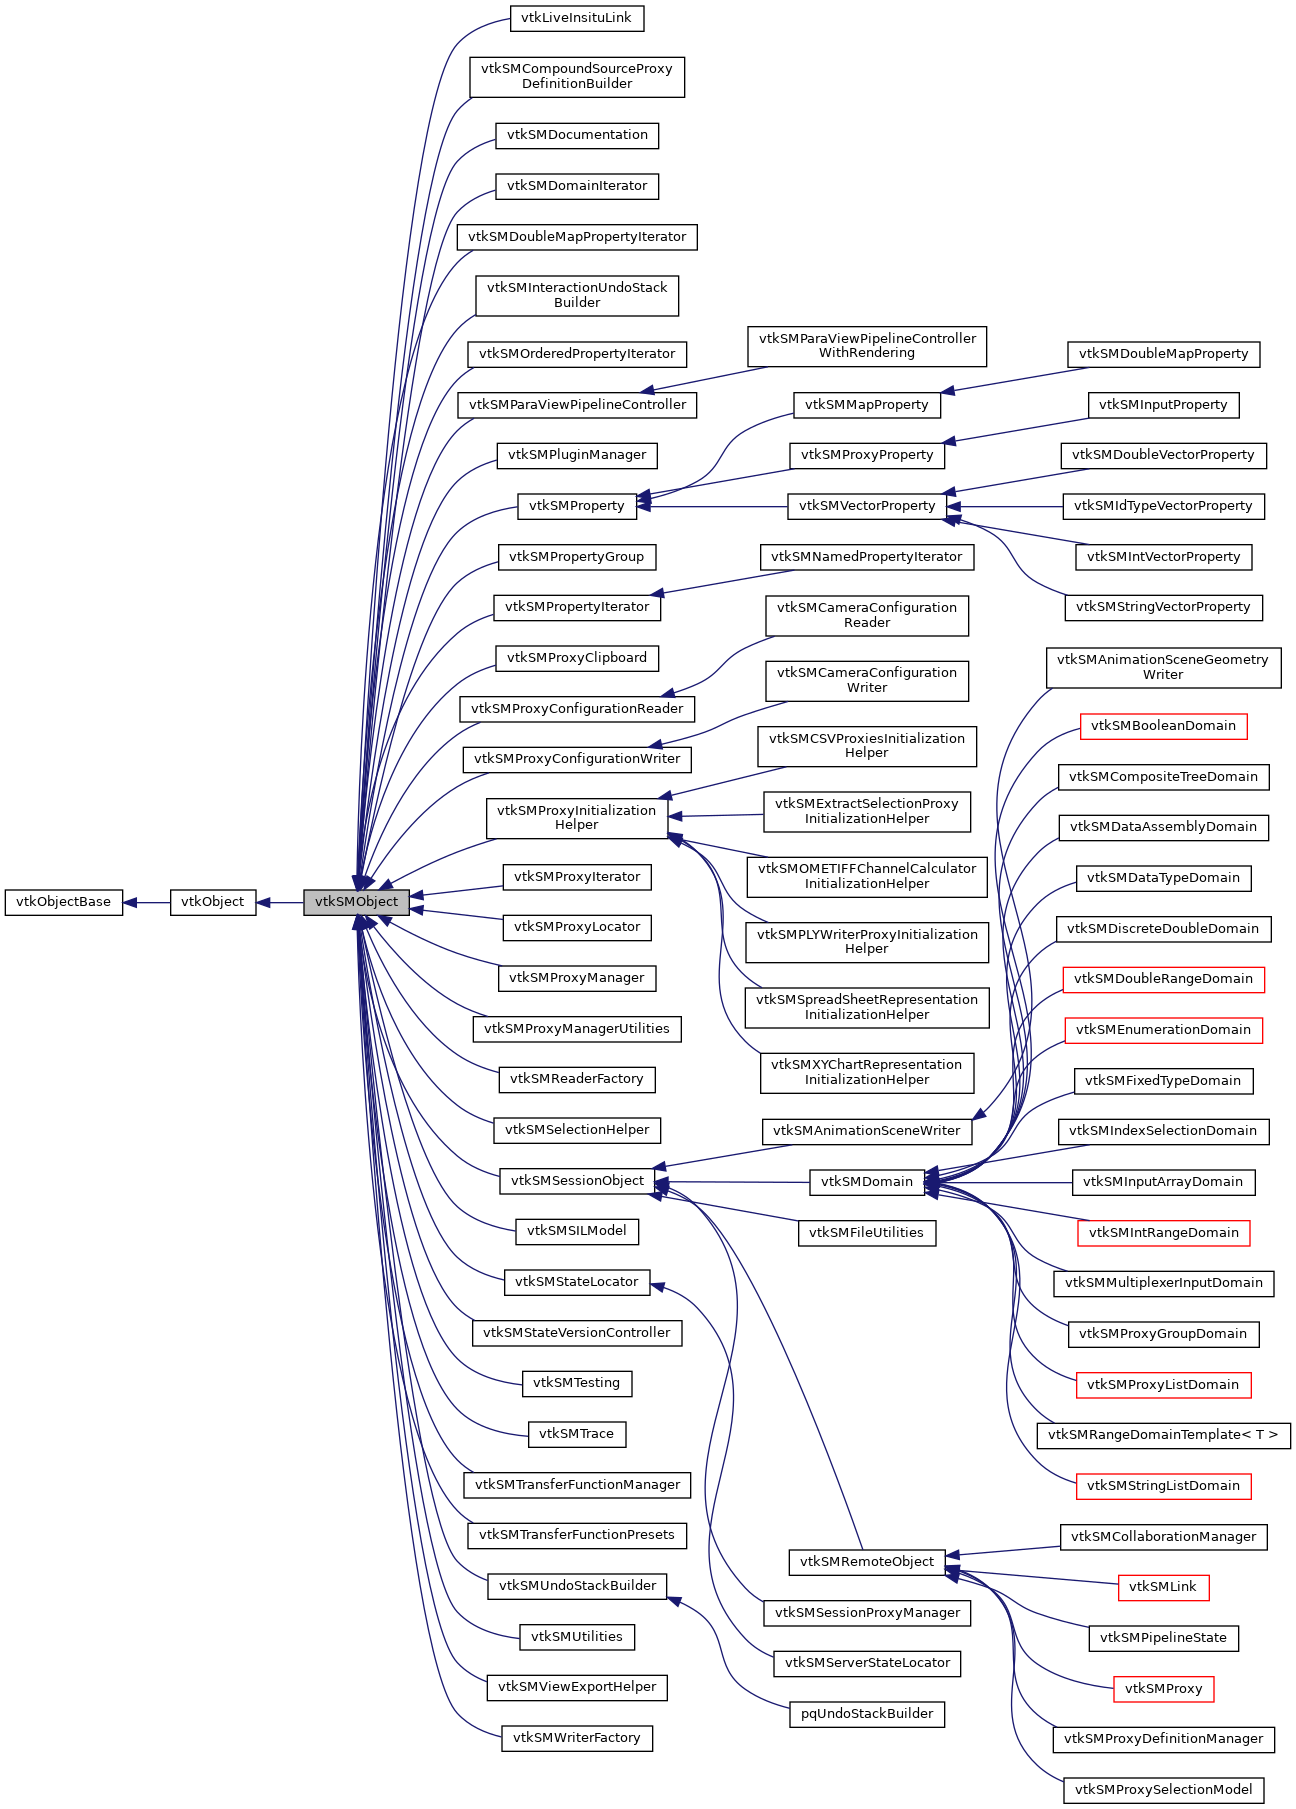 vtkObjectBase
vtkObject
vtkSMObject
vtkLiveInsituLink
vtkSMCompoundSourceProxy
DefinitionBuilder
vtkSMDocumentation
vtkSMDomainIterator
vtkSMDoubleMapPropertyIterator
vtkSMInteractionUndoStack
Builder
vtkSMOrderedPropertyIterator
vtkSMParaViewPipelineController
vtkSMPluginManager
vtkSMProperty
vtkSMPropertyGroup
vtkSMPropertyIterator
vtkSMProxyClipboard
vtkSMProxyConfigurationReader
vtkSMProxyConfigurationWriter
vtkSMProxyInitialization
Helper
vtkSMProxyIterator
vtkSMProxyLocator
vtkSMProxyManager
vtkSMProxyManagerUtilities
vtkSMReaderFactory
vtkSMSelectionHelper
vtkSMSessionObject
vtkSMSILModel
vtkSMStateLocator
vtkSMStateVersionController
vtkSMTesting
vtkSMTrace
vtkSMTransferFunctionManager
vtkSMTransferFunctionPresets
vtkSMUndoStackBuilder
vtkSMUtilities
vtkSMViewExportHelper
vtkSMWriterFactory
vtkSMParaViewPipelineController
WithRendering
vtkSMMapProperty
vtkSMProxyProperty
vtkSMVectorProperty
vtkSMNamedPropertyIterator
vtkSMCameraConfiguration
Reader
vtkSMCameraConfiguration
Writer
vtkSMCSVProxiesInitialization
Helper
vtkSMExtractSelectionProxy
InitializationHelper
vtkSMOMETIFFChannelCalculator
InitializationHelper
vtkSMPLYWriterProxyInitialization
Helper
vtkSMSpreadSheetRepresentation
InitializationHelper
vtkSMXYChartRepresentation
InitializationHelper
vtkSMAnimationSceneWriter
vtkSMDomain
vtkSMFileUtilities
vtkSMRemoteObject
vtkSMSessionProxyManager
vtkSMServerStateLocator
pqUndoStackBuilder
vtkSMDoubleMapProperty
vtkSMInputProperty
vtkSMDoubleVectorProperty
vtkSMIdTypeVectorProperty
vtkSMIntVectorProperty
vtkSMStringVectorProperty
vtkSMAnimationSceneGeometry
Writer
vtkSMBooleanDomain
vtkSMCompositeTreeDomain
vtkSMDataAssemblyDomain
vtkSMDataTypeDomain
vtkSMDiscreteDoubleDomain
vtkSMDoubleRangeDomain
vtkSMEnumerationDomain
vtkSMFixedTypeDomain
vtkSMIndexSelectionDomain
vtkSMInputArrayDomain
vtkSMIntRangeDomain
vtkSMMultiplexerInputDomain
vtkSMProxyGroupDomain
vtkSMProxyListDomain
vtkSMRangeDomainTemplate< T >
vtkSMStringListDomain
vtkSMCollaborationManager
vtkSMLink
vtkSMPipelineState
vtkSMProxy
vtkSMProxyDefinitionManager
vtkSMProxySelectionModel